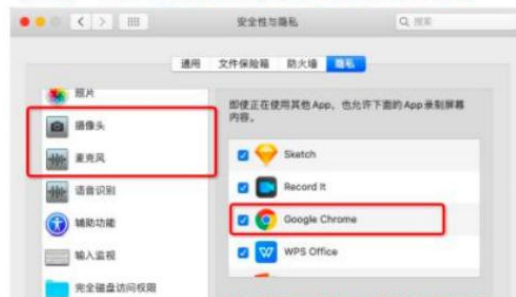 安全性与隐私
搜索
通用 文件保险箱 防火墙 隐私
照片
摄像头
麦克风
语音识别
辅助功能
输入监视
完全磁盘访问权限
即使正在使用其他 App，也允许下面的 App 录制屏幕
内容。
Sketch
Record It
Google Chrome
WPS Office